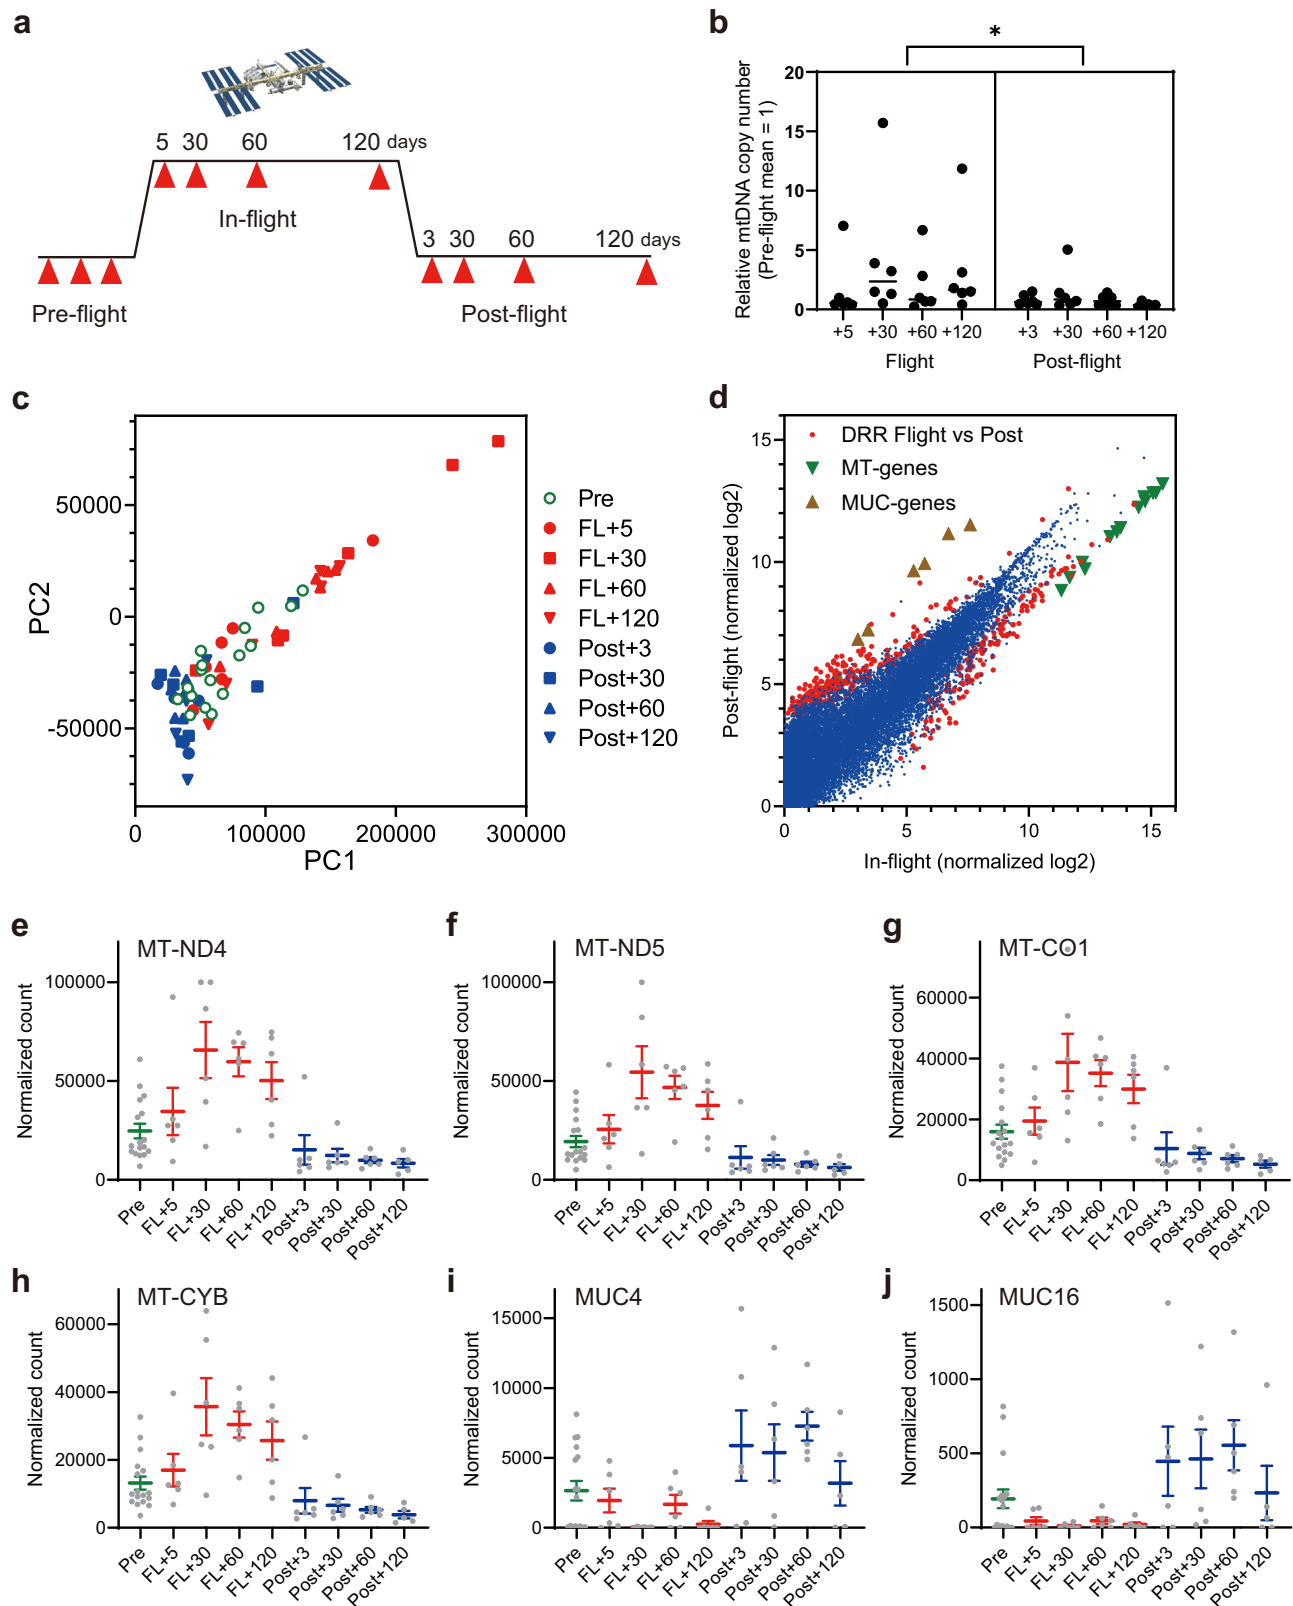 a
5 30 60 120 days
In-flight
3 30 60 120 days
Pre-flight
Post-flight
b
*
Relative mtDNA copy number
(Pre-flight mean = 1)
20
15
10
5
0
+5 +30 +60 +120 +3 +30 +60 +120
Flight Post-flight
c
PC2
50000
0
-50000
0 100000 200000 300000
PC1
Pre
FL+5
FL+30
FL+60
FL+120
Post+3
Post+30
Post+60
Post+120
d
Post-flight (normalized log2)
15
10
5
0
0 5 10 15
In-flight (normalized log2)
DRR Flight vs Post
MT-genes
MUC-genes
e
MT-ND4
Normalized count
100000
50000
0
Pre FL+5 FL+30 FL+60 FL+120 Post+3 Post+30 Post+60 Post+120
f
MT-ND5
Normalized count
100000
50000
0
Pre FL+5 FL+30 FL+60 FL+120 Post+3 Post+30 Post+60 Post+120
g
MT-CO1
Normalized count
60000
40000
20000
0
Pre FL+5 FL+30 FL+60 FL+120 Post+3 Post+30 Post+60 Post+120
h
MT-CYB
Normalized count
60000
40000
20000
0
Pre FL+5 FL+30 FL+60 FL+120 Post+3 Post+30 Post+60 Post+120
i
MUC4
Normalized count
15000
10000
5000
0
Pre FL+5 FL+30 FL+60 FL+120 Post+3 Post+30 Post+60 Post+120
j
MUC16
Normalized count
1500
1000
500
0
Pre FL+5 FL+30 FL+60 FL+120 Post+3 Post+30 Post+60 Post+120